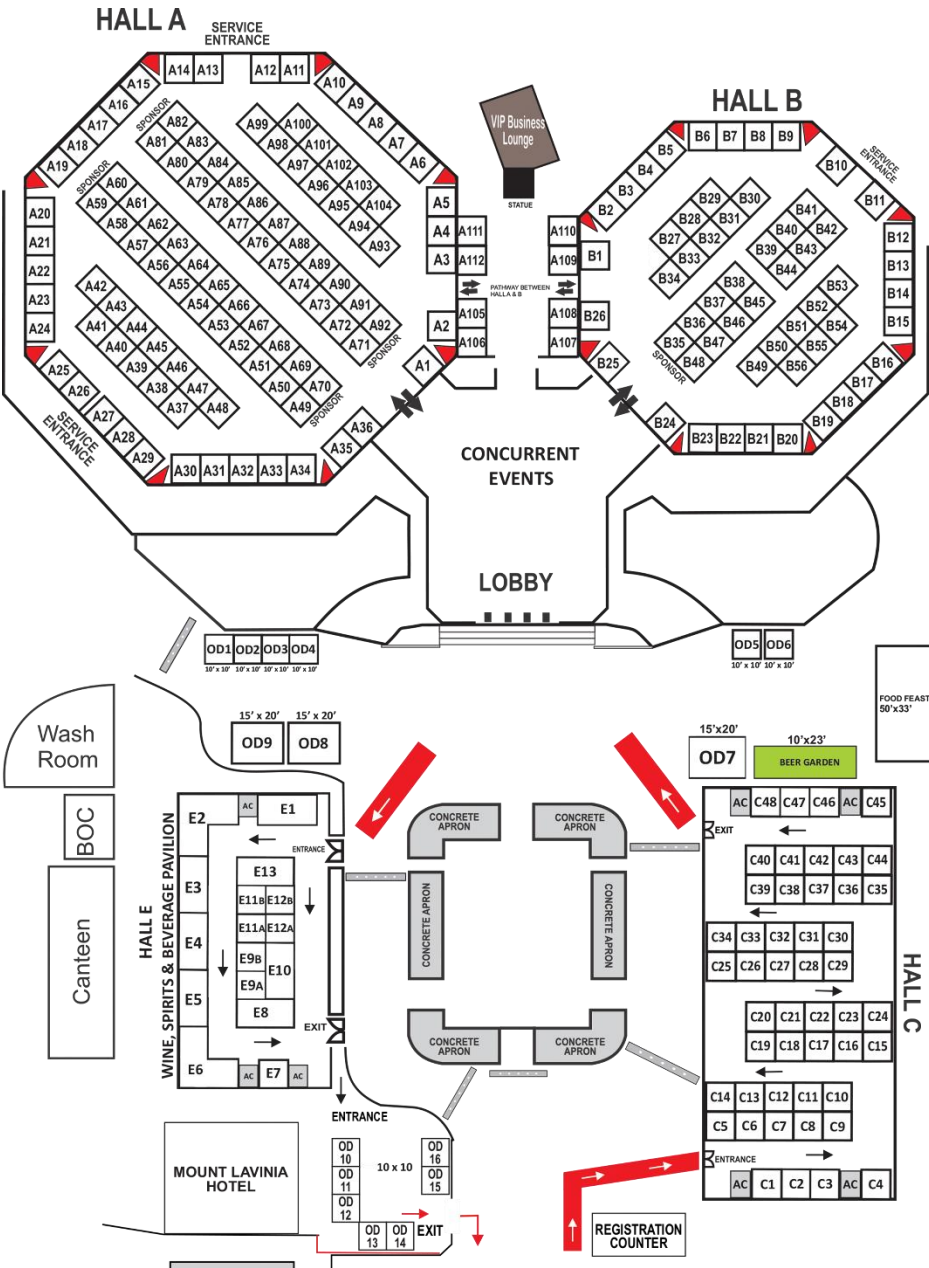 HALL A
SERVICE
ENTRANCE
A14 A13 A12 A11
A15 A10
A16 A9
A17 A8
A18 A7
A19 A6
A20 A5
A21 A4
A22 A3
A23
A24 A2
A25 A1
A26
A27
A28
A29
A30 A31 A32 A33 A34
A35
A36
SERVICE
ENTRANCE
SPONSOR
SPONSOR
SPONSOR
SPONSOR
A99 A100
A98 A101
A97 A102
A96 A103
A95 A104
A94
A93
A82
A81 A83
A80 A84
A79 A85
A78 A86
A77 A87
A76 A88
A75 A89
A74 A90
A73 A91
A72 A92
A71
A60
A59 A61
A58 A62
A57 A63
A56 A64
A55 A65
A54 A66
A53 A67
A52 A68
A51 A69
A50 A70
A49
A42
A41 A43
A40 A44
A39 A45
A38 A46
A37 A47
A48
A111
A112
A105
A106
A110
A109
A108
A107
PATHWAY BETWEEN
HALL A & B
VIP Business
Lounge
STATUE
HALL B
B6 B7 B8 B9
B5 B10
B4 B11
B3
B2
B1
B26
B25
B24
SERVICE
ENTRANCE
B12
B13
B14
B15
B16
B17
B18
B19
B23 B22 B21 B20
B29 B30
B28 B31
B27 B32
B33
B34
B41
B40 B42
B39 B43
B44
B38
B37 B45
B36 B46
B35 B47
B48
SPONSOR
B53
B52 B54
B51 B55
B50 B56
B49
CONCURRENT
EVENTS
LOBBY
OD1 OD2 OD3 OD4
10' x 10' 10' x 10' 10' x 10' 10' x 10'
OD5 OD6
10' x 10' 10' x 10'
FOOD FEAST
50'x33'
Wash
Room
BOC
Canteen
15' x 20' 15' x 20'
OD9 OD8
15'x20'
OD7
10'x23'
BEER GARDEN
HALL E
WINE, SPIRITS & BEVERAGE PAVILION
E2 AC E1
ENTRANCE
E3 E13
E11B E12B
E4 E11A E12A
E9B E10
E5 E9A
E8
EXIT
E6 AC E7 AC
CONCRETE
APRON
CONCRETE
APRON
CONCRETE APRON
CONCRETE APRON
CONCRETE
APRON
CONCRETE
APRON
HALL C
AC C48 C47 C46 AC C45
EXIT
C40 C41 C42 C43 C44
C39 C38 C37 C36 C35
C34 C33 C32 C31 C30
C25 C26 C27 C28 C29
C20 C21 C22 C23 C24
C19 C18 C17 C16 C15
C14 C13 C12 C11 C10
C5 C6 C7 C8 C9
ENTRANCE
AC C1 C2 C3 AC C4
MOUNT LAVINIA
HOTEL
ENTRANCE
OD
10
OD
11
OD
12
OD
13
OD
14
10 x 10
OD
16
OD
15
EXIT
REGISTRATION
COUNTER